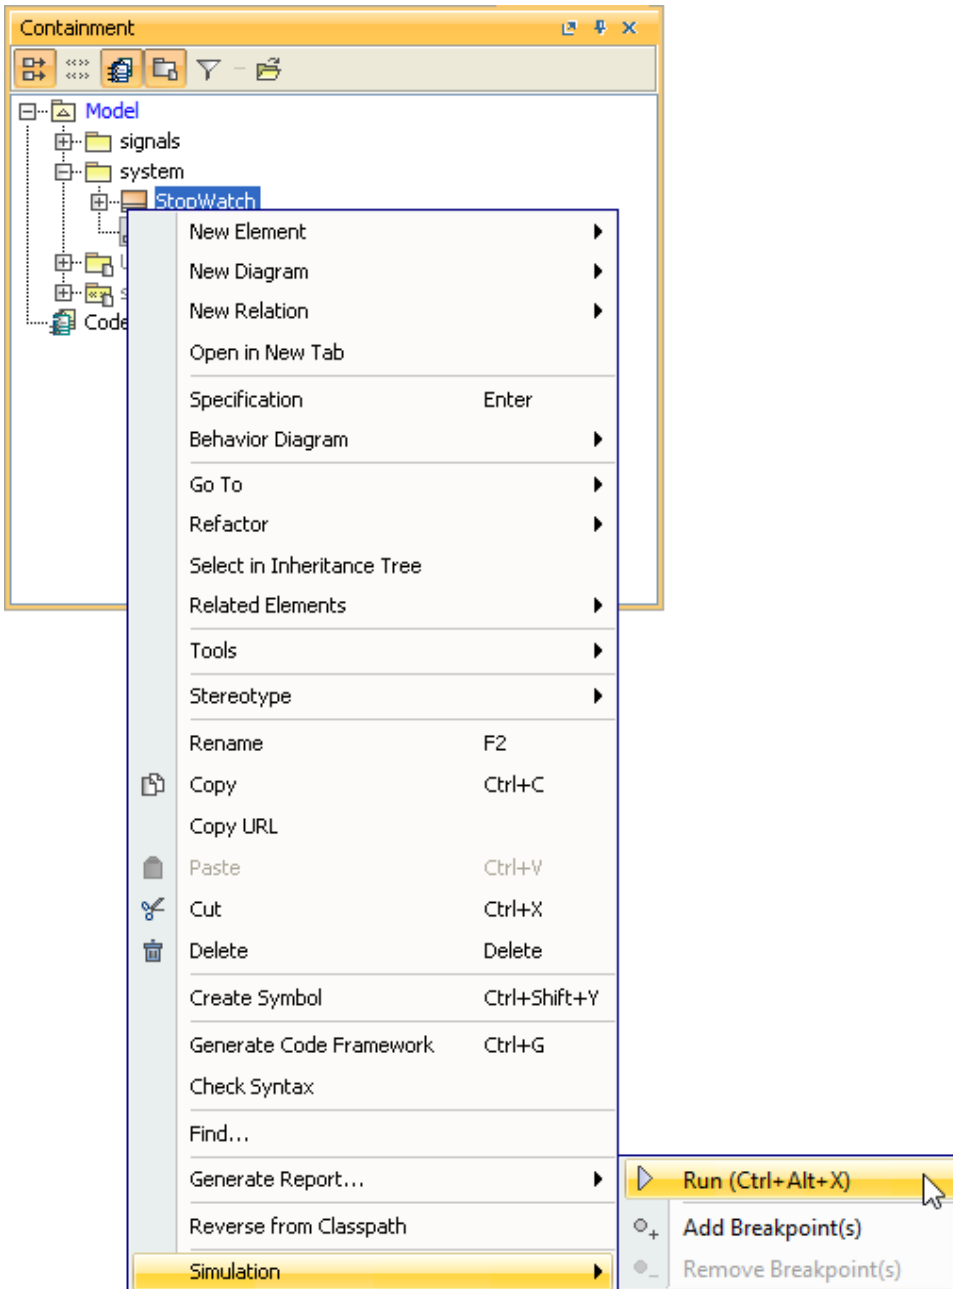 Containment
Model
signals
system
StopWatch
Code
New Element
New Diagram
New Relation
Open in New Tab
Specification Enter
Behavior Diagram
Go To
Refactor
Select in Inheritance Tree
Related Elements
Tools
Stereotype
Rename F2
Copy Ctrl+C
Copy URL
Paste Ctrl+V
Cut Ctrl+X
Delete Delete
Create Symbol Ctrl+Shift+Y
Generate Code Framework Ctrl+G
Check Syntax
Find...
Generate Report...
Run (Ctrl+Alt+X)
Reverse from Classpath
Add Breakpoint(s)
Simulation
Remove Breakpoint(s)